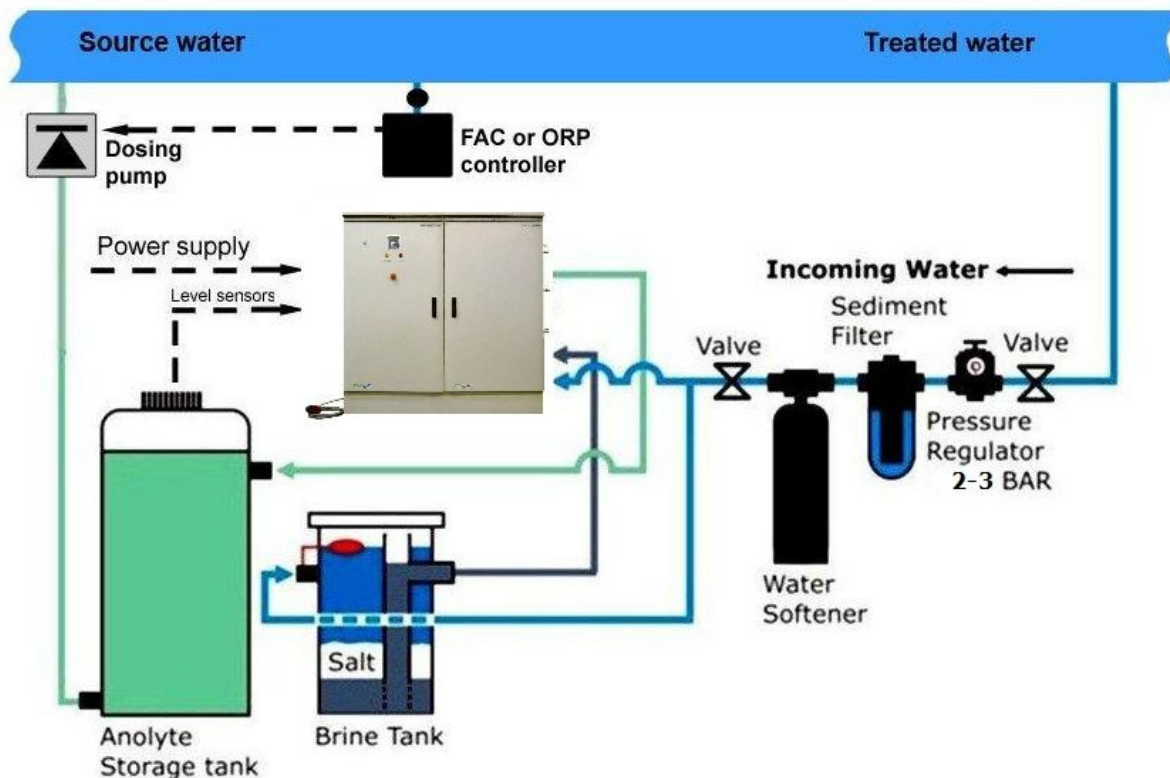 Source water
Treated water
Dosing
pump
FAC or ORP
controller
Power supply
Level sensors
Incoming Water
Sediment
Filter
Valve
Valve
Pressure
Regulator
2-3 BAR
Water
Softener
Salt
Brine Tank
Anolyte
Storage tank